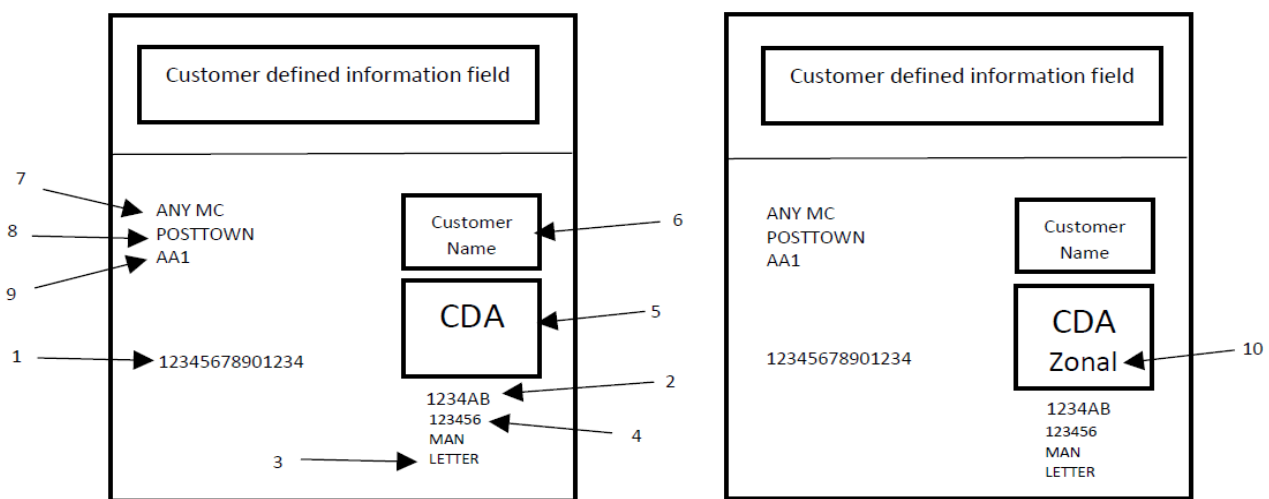 Customer defined information field
7
ANY MC
8
POSTTOWN
9
AA1
Customer
Name
6
CDA
5
1
12345678901234
1234AB
2
123456
4
MAN
3
LETTER
Customer defined information field
ANY MC
POSTTOWN
AA1
Customer
Name
CDA
Zonal
10
12345678901234
1234AB
123456
MAN
LETTER